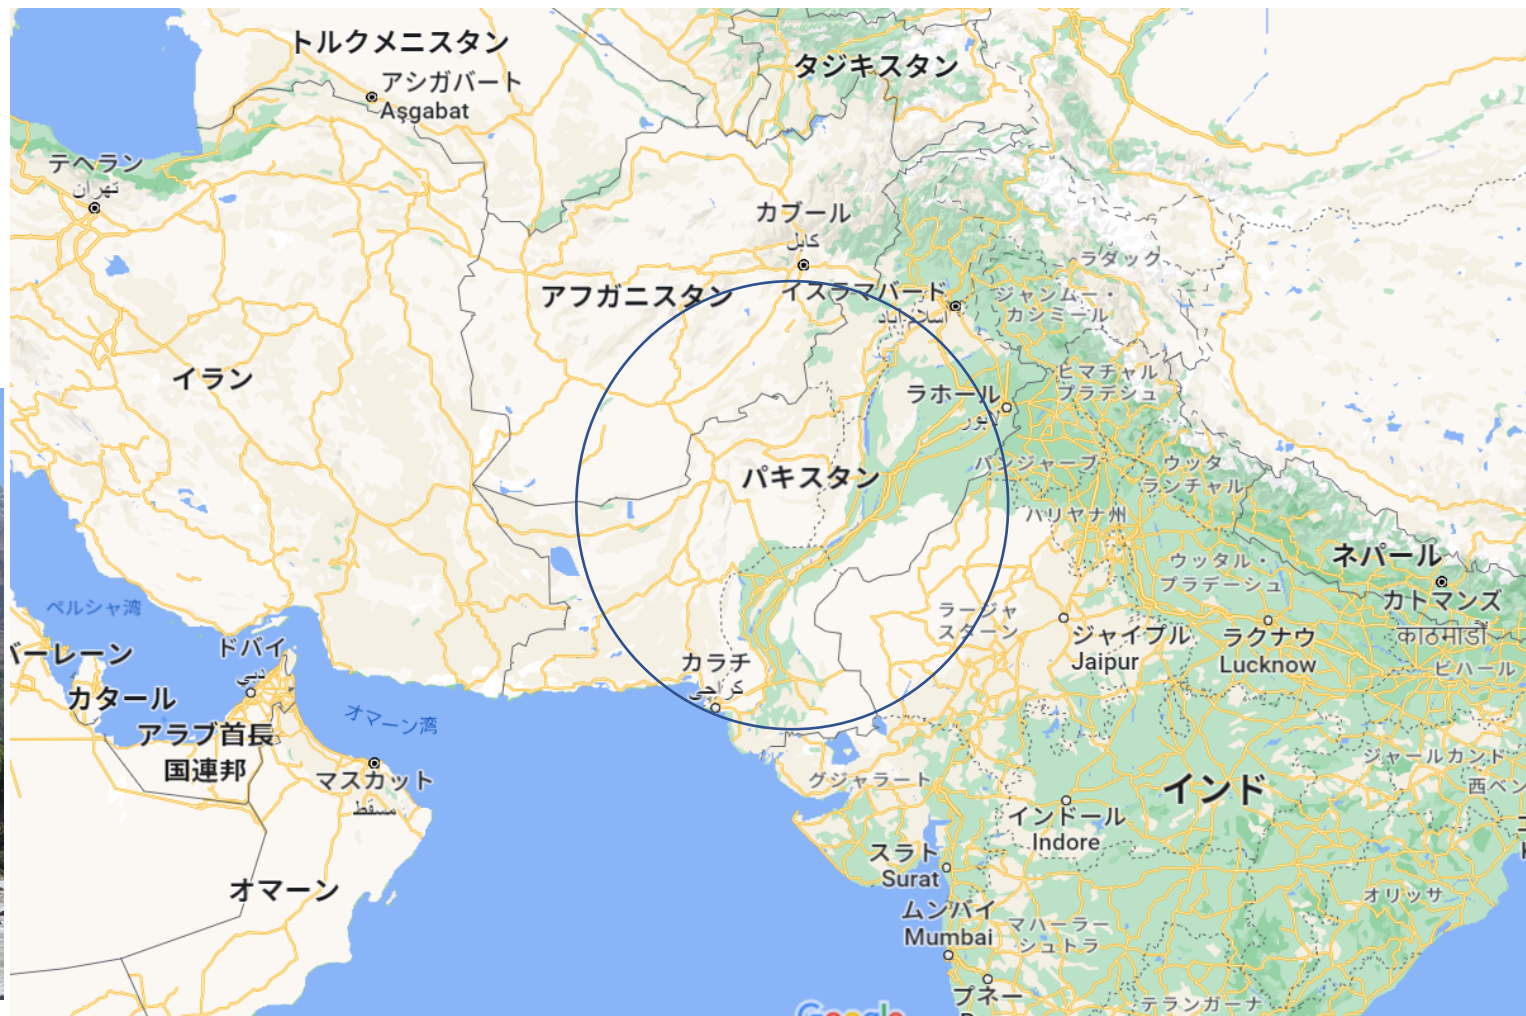 トルクメニスタン
アシガバート
Aşgabat
タジキスタン
テヘラン
تهران
カブール
كابل
ラダック
アフガニスタン
イスラマバード
اسلام آباد
ジャンムー・
カシミール
イラン
ヒマチャル
プラデシュ
ラホール
パンジャーブ
ウッタ
ランチャル
パキスタン
ハリヤナ州
ネパール
ウッタル・
プラデーシュ
カトマンズ
काठमाडौं
ペルシャ湾
ラージャ
スターン
ジャイプル
Jaipur
ラクナウ
Lucknow
ビハール
バーレーン
ドバイ
دبي
カラチ
كراچى
カタール
オマーン湾
アラブ首長
国連邦
マスカット
مسقط
グジャラート
ジャールカンド
西ベン
インド
インドール
Indore
スラト
Surat
オマーン
オリッサ
ムンバイ
Mumbai
マハーラー
シュトラ
プネー
テランガーナ
Google